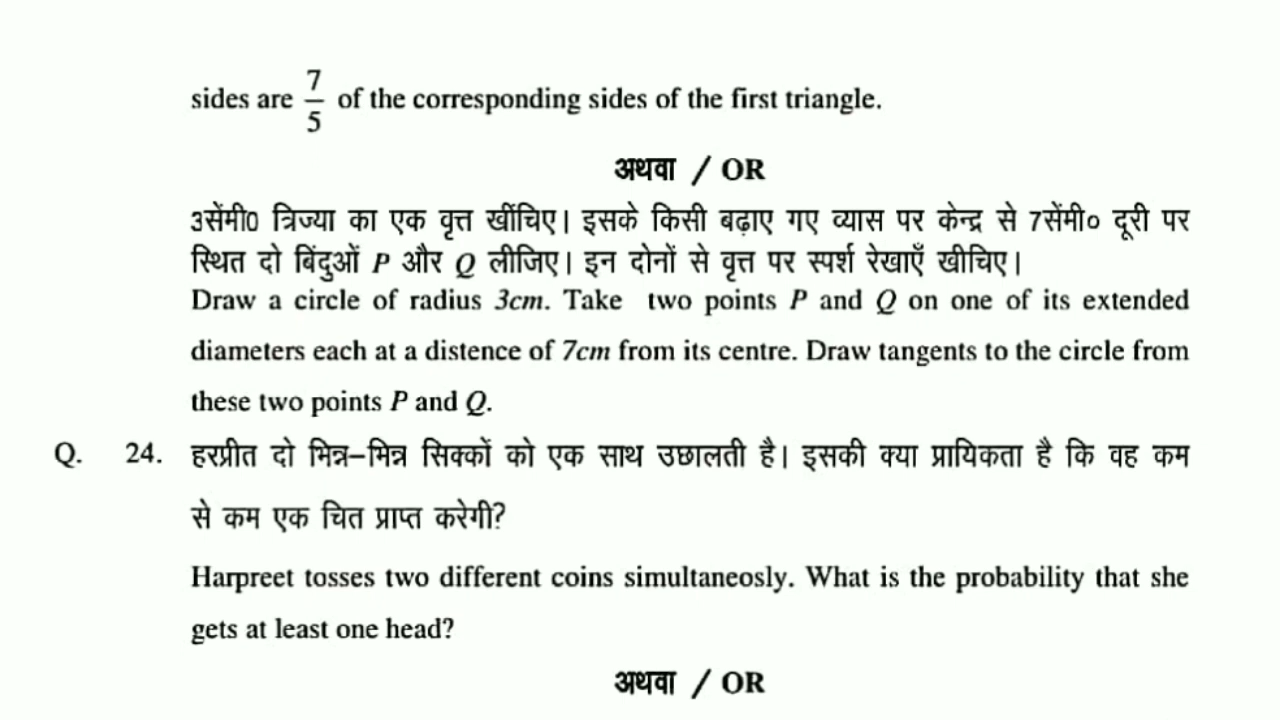 sides are 7/5 of the corresponding sides of the first triangle.
अथवा / OR
3सेंमी0 त्रिज्या का एक वृत्त खींचिए। इसके किसी बढ़ाए गए व्यास पर केन्द्र से 7सेंमी० दूरी पर
स्थित दो बिंदुओं P और Q लीजिए। इन दोनों से वृत्त पर स्पर्श रेखाएँ खीचिए।
Draw a circle of radius 3cm. Take two points P and Q on one of its extended
diameters each at a distence of 7cm from its centre. Draw tangents to the circle from
these two points P and Q.
Q. 24. हरप्रीत दो भिन्न–भिन्न सिक्कों को एक साथ उछालती है। इसकी क्या प्रायिकता है कि वह कम
से कम एक चित प्राप्त करेगी?
Harpreet tosses two different coins simultaneosly. What is the probability that she
gets at least one head?
अथवा / OR